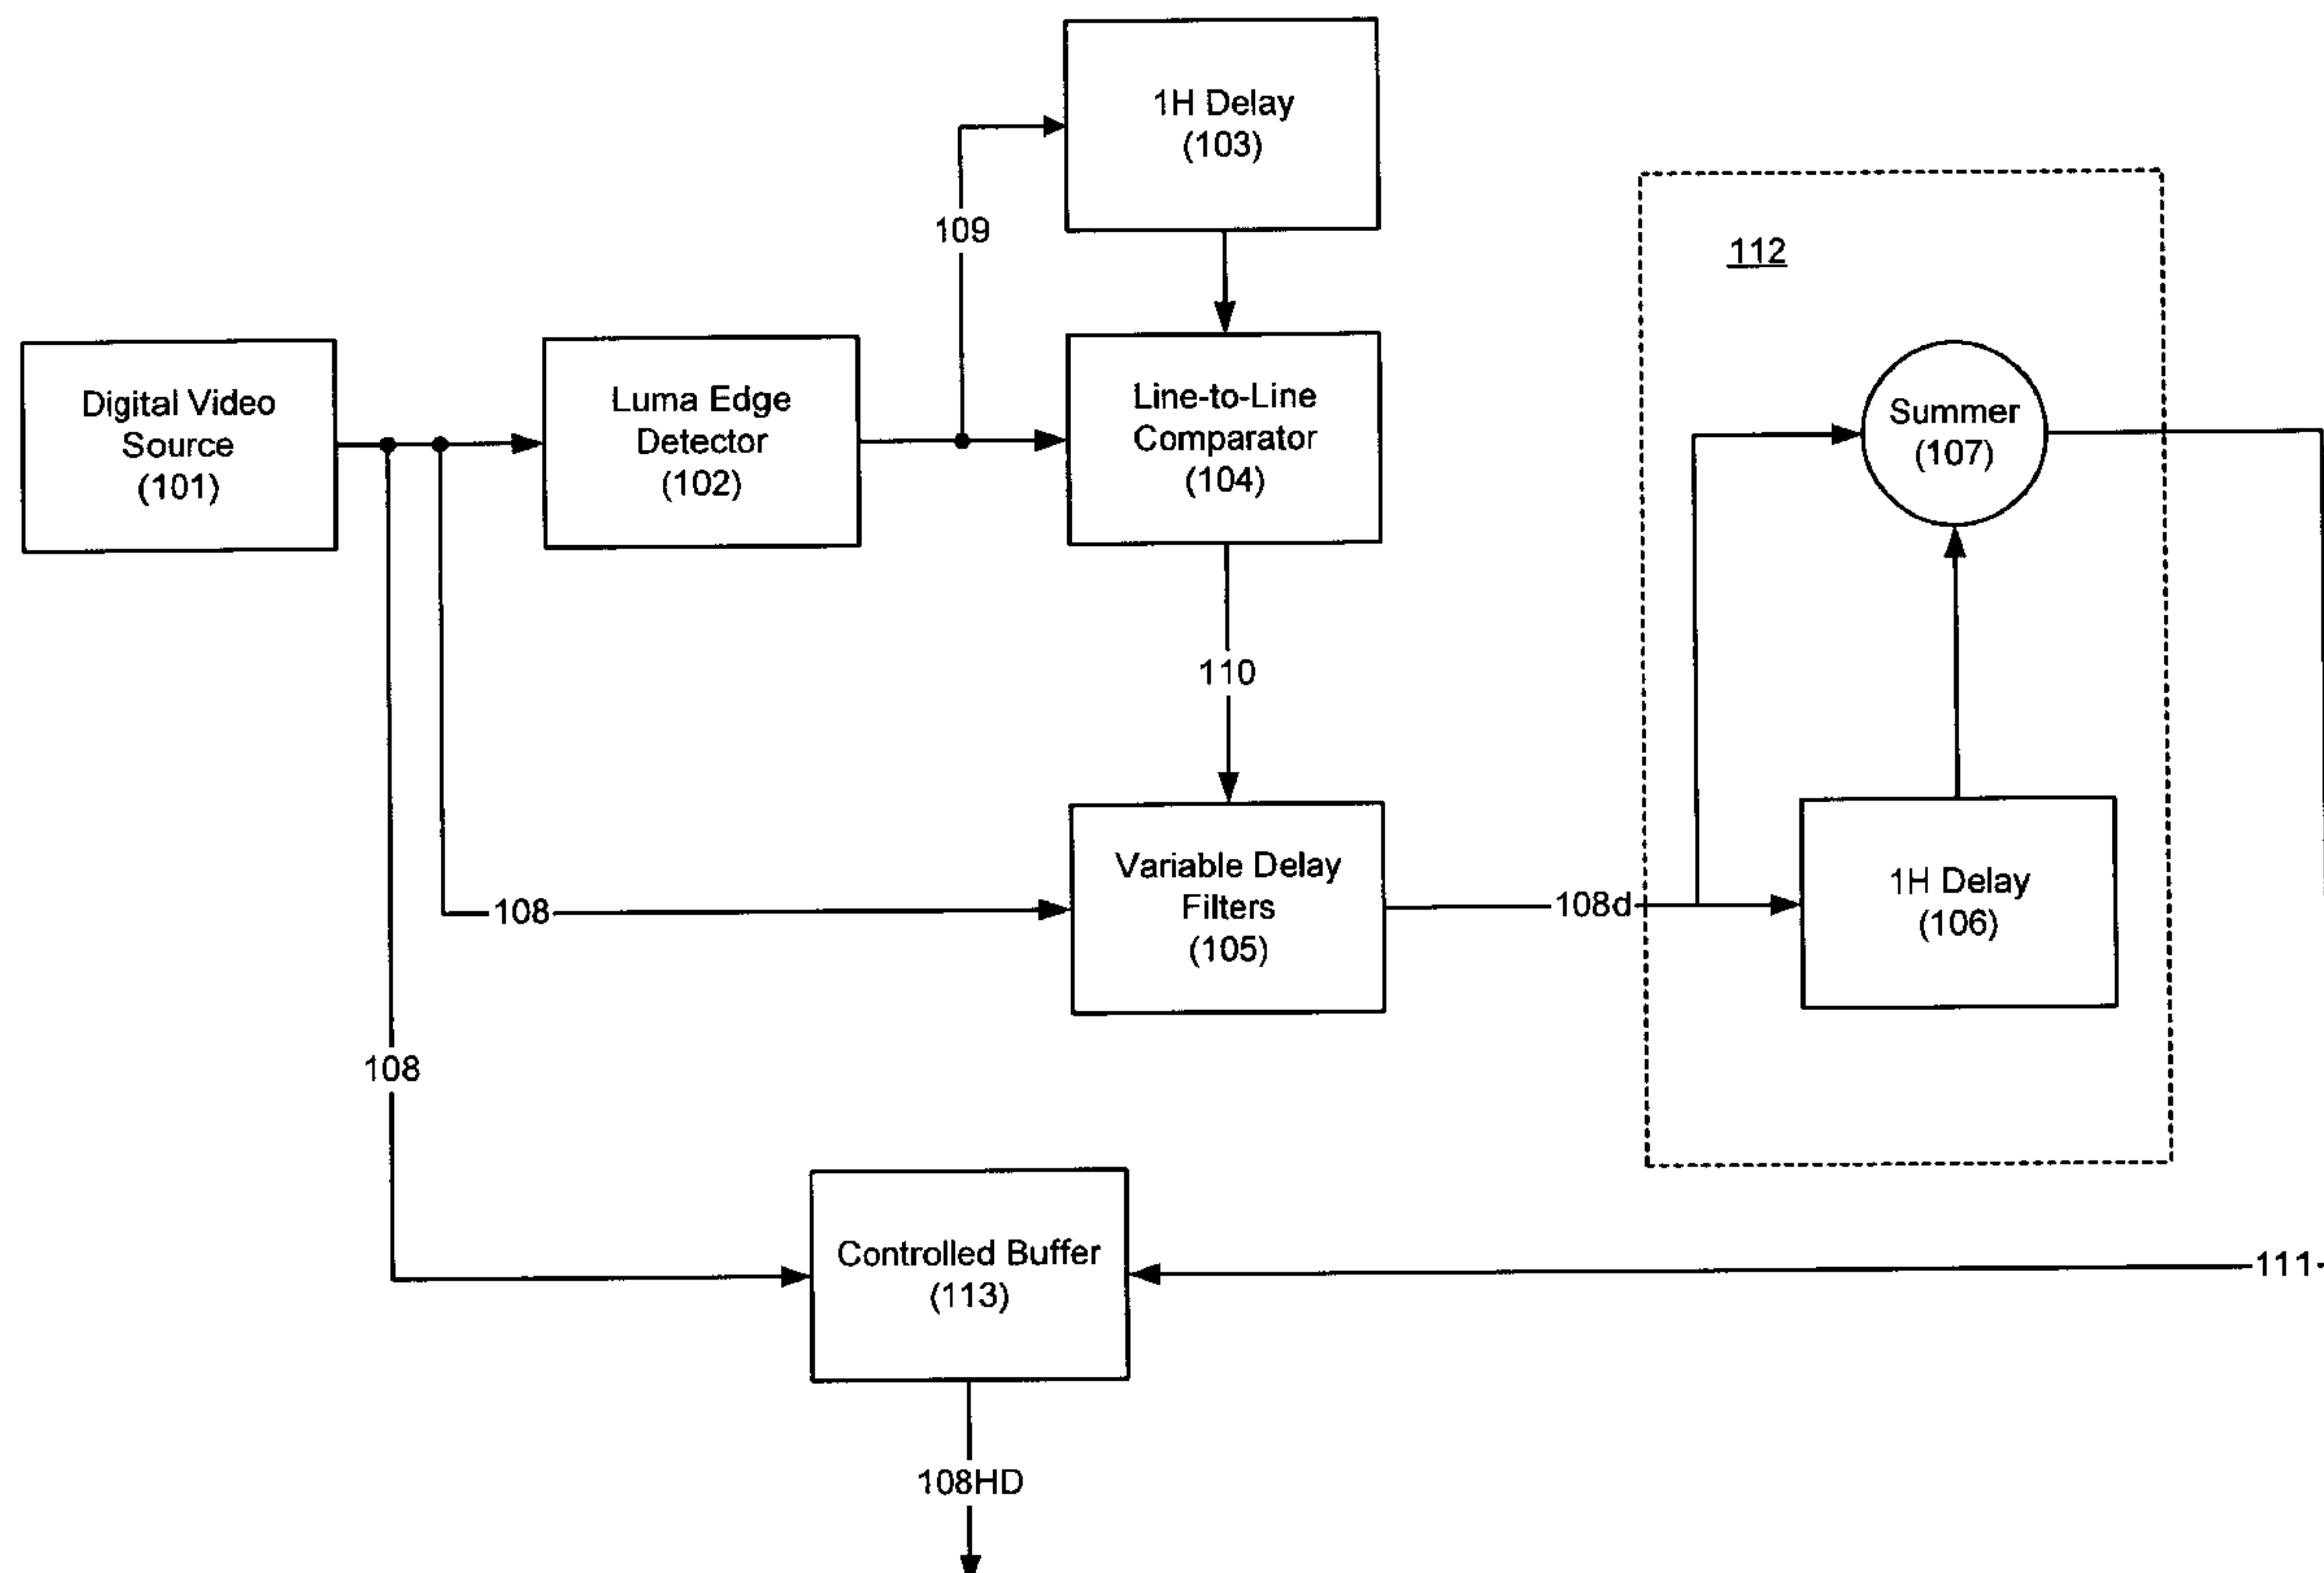 1H Delay
(103)
109
112
Digital Video
Source
(101)
Luma Edge
Detector
(102)
Line-to-Line
Comparator
(104)
Summer
(107)
110
Variable Delay
Filters
(105)
108
108d
1H Delay
(106)
108
Controlled Buffer
(113)
111
108HD